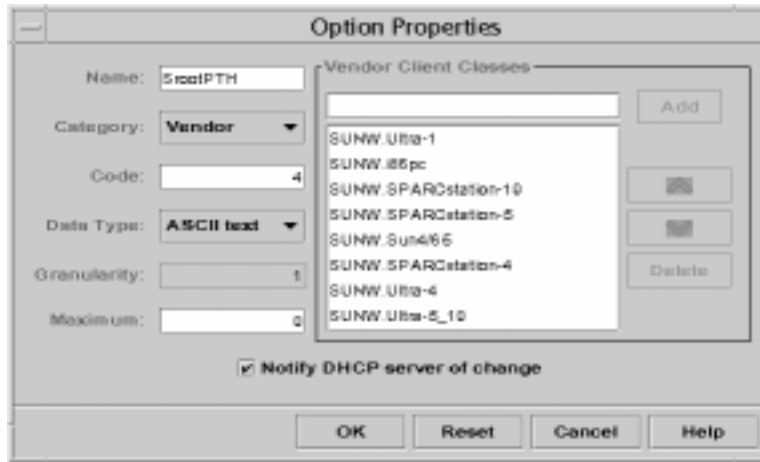 Option Properties
Name: SrootPTH
Category: Vendor
Code: 4
Data Type: ASCII text
Granularity: 1
Maximum: 0
Vendor Client Classes
Add
SUNW.Ultra-1
SUNW.i86pc
SUNW.SPARCstation-10
SUNW.SPARCstation-5
SUNW.Sun4/65
SUNW.SPARCstation-4
SUNW.Ultra-4
SUNW.Ultra-5_10
Delete
Notify DHCP server of change
OK Reset Cancel Help